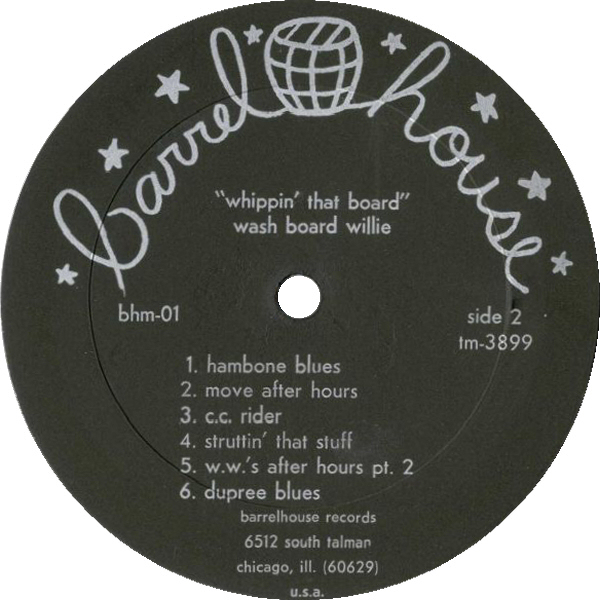 barrel house
"whippin' that board"
wash board willie
bhm-01
side 2
tm-3899
1. hambone blues
2. move after hours
3. c.c. rider
4. struttin' that stuff
5. w.w.'s after hours pt. 2
6. dupree blues
barrelhouse records
6512 south talman
chicago, ill. (60629)
u.s.a.